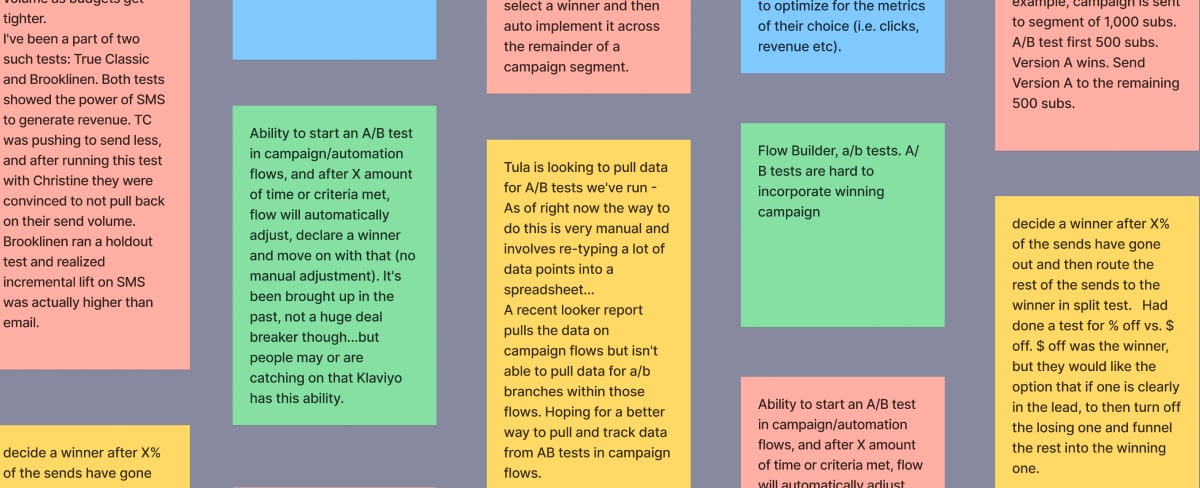 volume as budgets get
tighter.
I've been a part of two
such tests: True Classic
and Brooklinen. Both tests
showed the power of SMS
to generate revenue. TC
was pushing to send less,
and after running this test
with Christine they were
convinced to not pull back
on their send volume.
Brooklinen ran a holdout
test and realized
incremental lift on SMS
was actually higher than
email.
decide a winner after X%
of the sends have gone
Ability to start an A/B test
in campaign/automation
flows, and after X amount
of time or criteria met,
flow will automatically
adjust, declare a winner
and move on with that (no
manual adjustment). It's
been brought up in the
past, not a huge deal
breaker though...but
people may or are
catching on that Klaviyo
has this ability.
select a winner and then
auto implement it across
the remainder of a
campaign segment.
Tula is looking to pull data
for A/B tests we've run -
As of right now the way to
do this is very manual and
involves re-typing a lot of
data points into a
spreadsheet...
A recent looker report
pulls the data on
campaign flows but isn't
able to pull data for a/b
branches within those
flows. Hoping for a better
way to pull and track data
from AB tests in campaign
flows.
to optimize for the metrics
of their choice (i.e. clicks,
revenue etc).
Flow Builder, a/b tests. A/
B tests are hard to
incorporate winning
campaign
Ability to start an A/B test
in campaign/automation
flows, and after X amount
of time or criteria met, flow
will automatically adjust
example, campaign is sent
to segment of 1,000 subs.
A/B test first 500 subs.
Version A wins. Send
Version A to the remaining
500 subs.
decide a winner after X%
of the sends have gone
out and then route the
rest of the sends to the
winner in split test.   Had
done a test for % off vs. $
off. $ off was the winner,
but they would like the
option that if one is clearly
in the lead, to then turn off
the losing one and funnel
the rest into the winning
one.